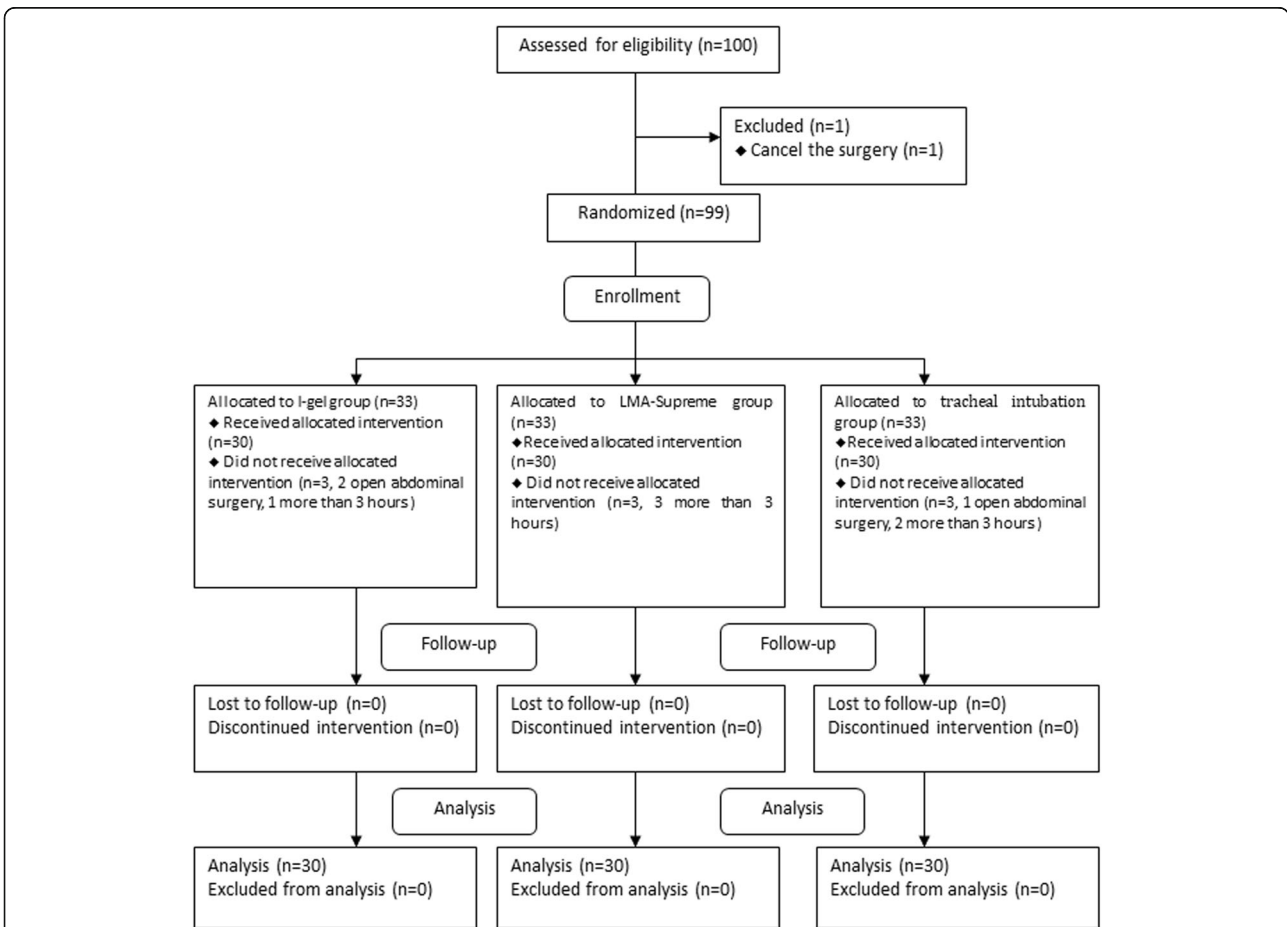 Assessed for eligibility (n=100)
Excluded (n=1)
◆ Cancel the surgery (n=1)
Randomized (n=99)
Enrollment
Allocated to I-gel group (n=33)
◆ Received allocated intervention
(n=30)
◆ Did not receive allocated
intervention (n=3, 2 open abdominal
surgery, 1 more than 3 hours)
Allocated to LMA-Supreme group
(n=33)
◆Received allocated intervention
(n=30)
◆ Did not receive allocated
intervention (n=3, 3 more than 3
hours)
Allocated to tracheal intubation
group (n=33)
◆ Received allocated intervention
(n=30)
◆ Did not receive allocated
intervention (n=3, 1 open abdominal
surgery, 2 more than 3 hours)
Follow-up
Follow-up
Lost to follow-up (n=0)
Discontinued intervention (n=0)
Lost to follow-up (n=0)
Discontinued intervention (n=0)
Lost to follow-up (n=0)
Discontinued intervention (n=0)
Analysis
Analysis
Analysis (n=30)
Excluded from analysis (n=0)
Analysis (n=30)
Excluded from analysis (n=0)
Analysis (n=30)
Excluded from analysis (n=0)